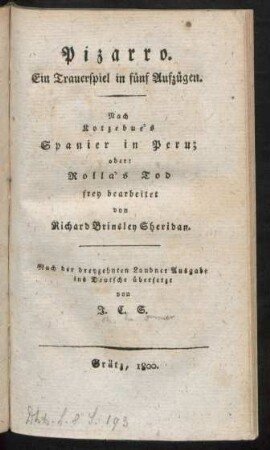 Pizarro.
Ein Trauerspiel in fünf Aufzügen.
Nach
Kotzebue's
Spanier in Peru;
oder:
Rolla's Tod
frey bearbeitet
von
Richard Brinsley Sheridan.
Nach der dreyzehnten Londner Ausgabe
ins Deutsche übersetzt
von
J. C. S.
Grätz, 1800.